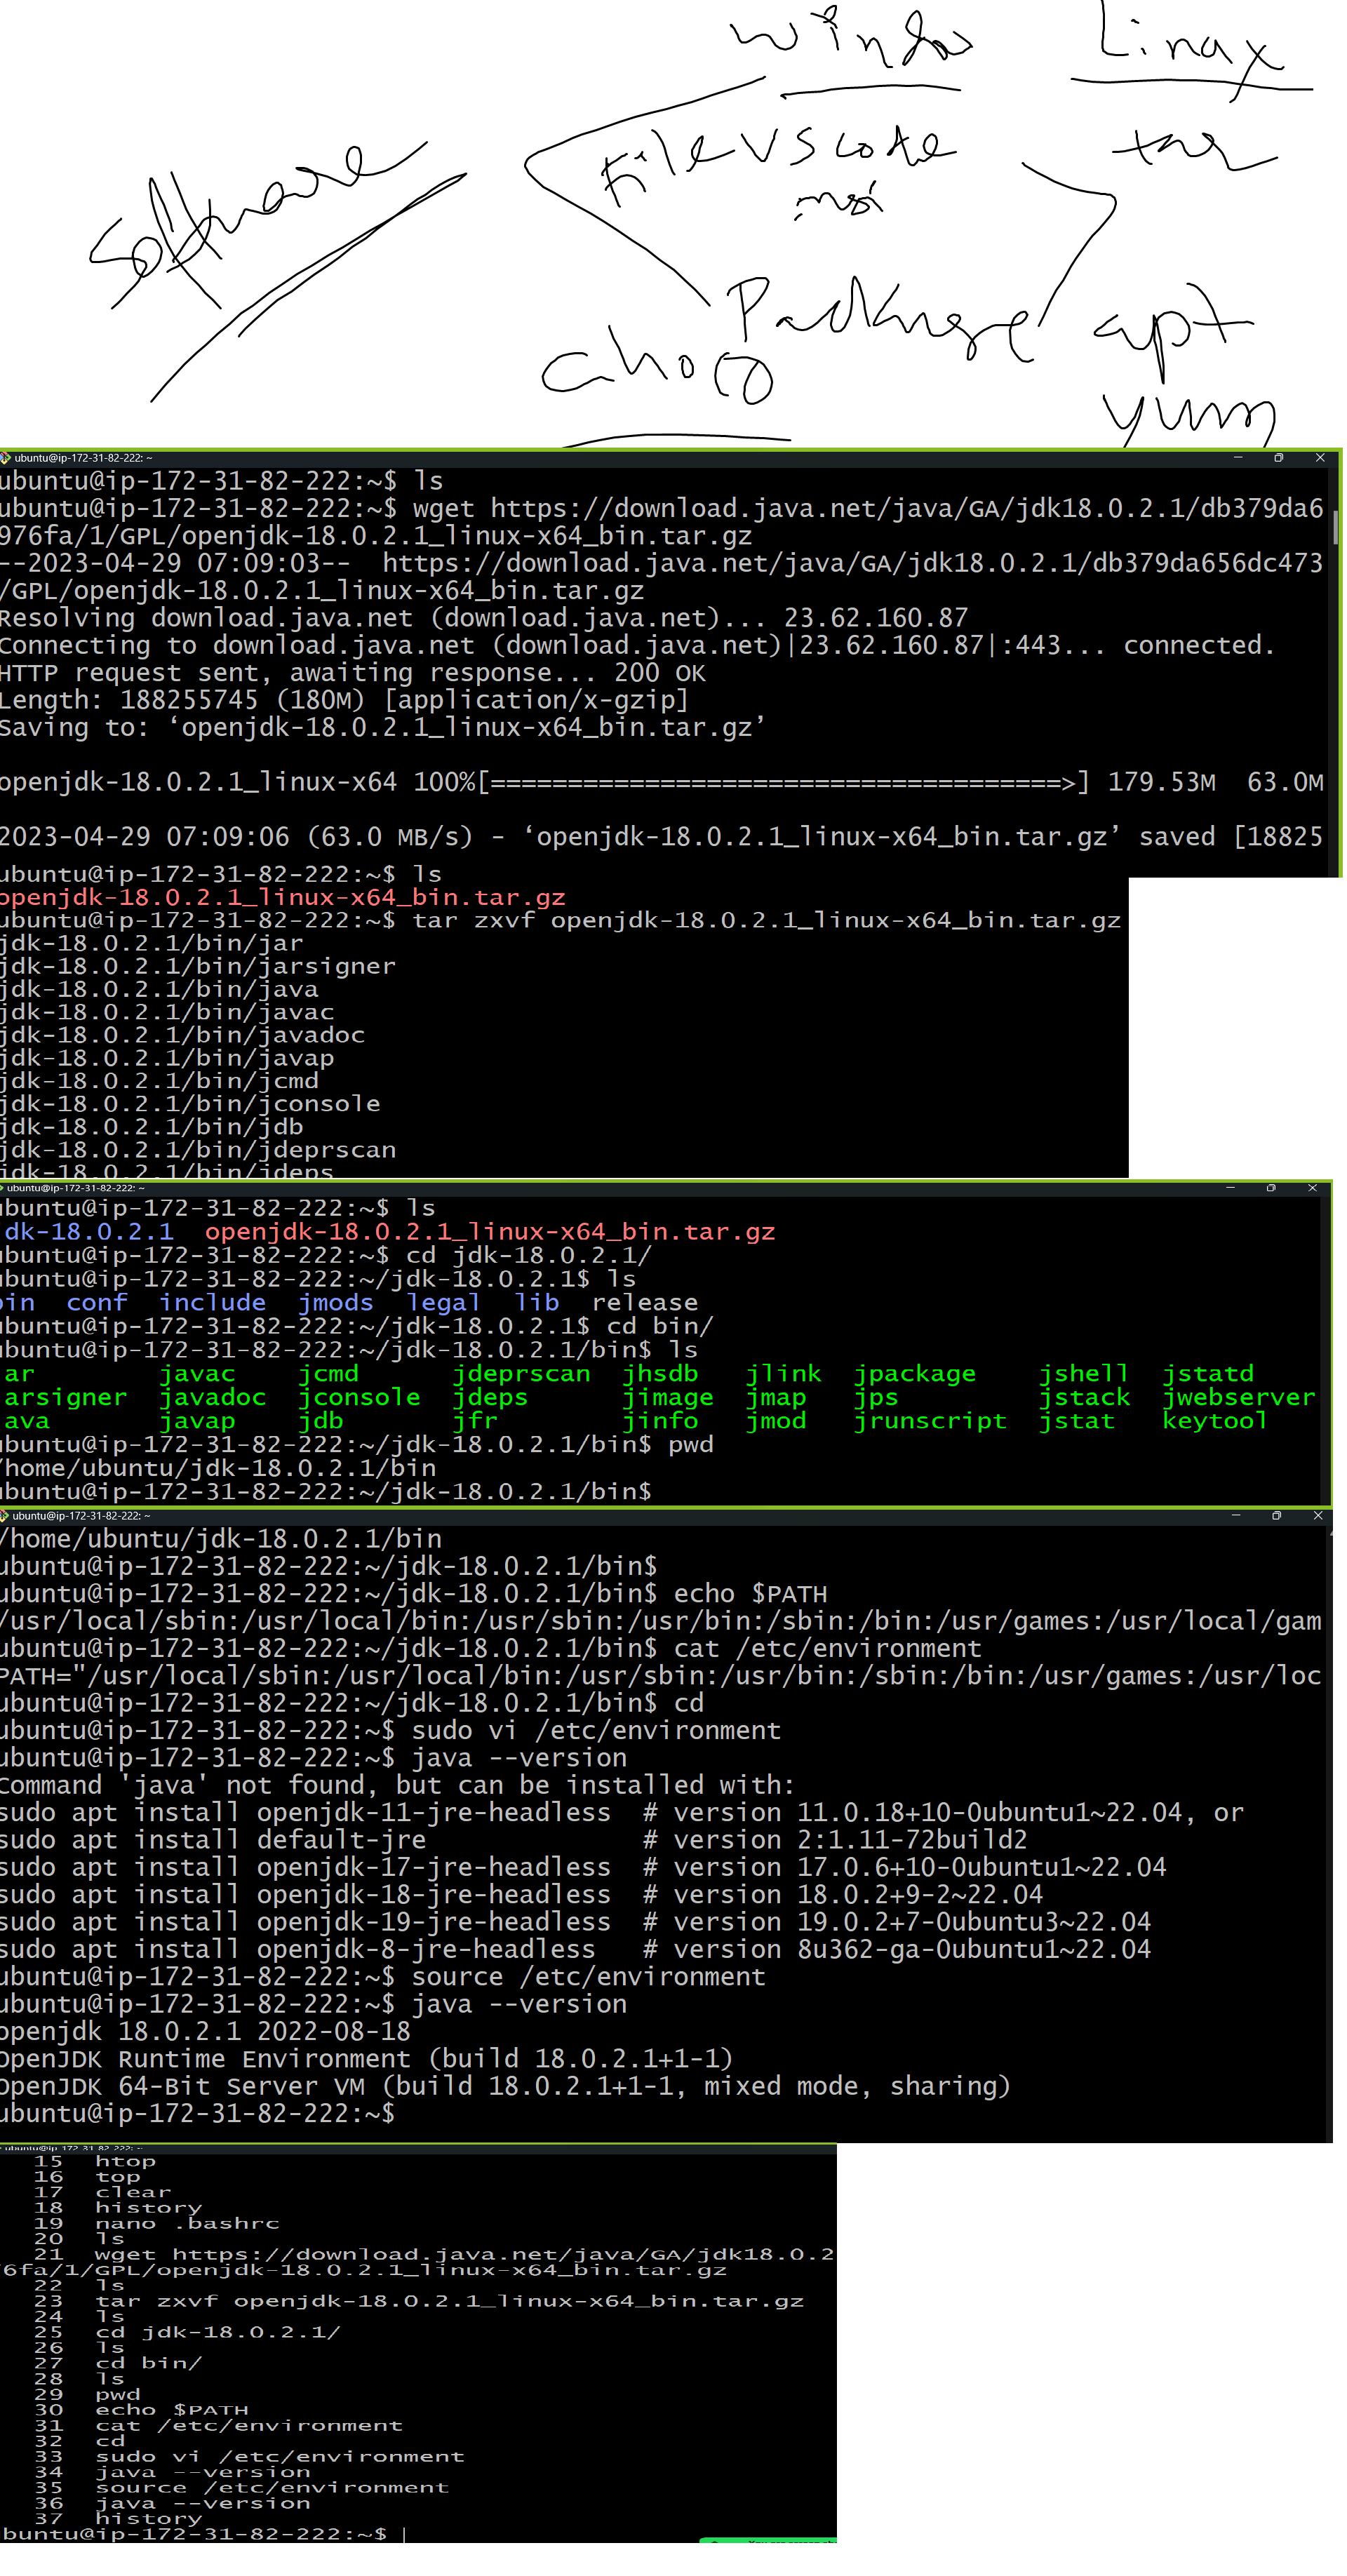 Windo Linux
File vscode tar
.msi
Software
Package apt
choco
yum
ubuntu@ip-172-31-82-222: ~
ubuntu@ip-172-31-82-222:~$ ls
ubuntu@ip-172-31-82-222:~$ wget https://download.java.net/java/GA/jdk18.0.2.1/db379da6
976fa/1/GPL/openjdk-18.0.2.1_linux-x64_bin.tar.gz
--2023-04-29 07:09:03-- https://download.java.net/java/GA/jdk18.0.2.1/db379da656dc473
/GPL/openjdk-18.0.2.1_linux-x64_bin.tar.gz
Resolving download.java.net (download.java.net)... 23.62.160.87
Connecting to download.java.net (download.java.net)|23.62.160.87|:443... connected.
HTTP request sent, awaiting response... 200 OK
Length: 188255745 (180M) [application/x-gzip]
Saving to: ‘openjdk-18.0.2.1_linux-x64_bin.tar.gz’
openjdk-18.0.2.1_linux-x64 100%[=====================================>] 179.53M 63.0M
2023-04-29 07:09:06 (63.0 MB/s) - ‘openjdk-18.0.2.1_linux-x64_bin.tar.gz’ saved [18825
ubuntu@ip-172-31-82-222:~$ ls
openjdk-18.0.2.1_linux-x64_bin.tar.gz
ubuntu@ip-172-31-82-222:~$ tar zxvf openjdk-18.0.2.1_linux-x64_bin.tar.gz
jdk-18.0.2.1/bin/jar
jdk-18.0.2.1/bin/jarsigner
jdk-18.0.2.1/bin/java
jdk-18.0.2.1/bin/javac
jdk-18.0.2.1/bin/javadoc
jdk-18.0.2.1/bin/javap
jdk-18.0.2.1/bin/jcmd
jdk-18.0.2.1/bin/jconsole
jdk-18.0.2.1/bin/jdb
jdk-18.0.2.1/bin/jdeprscan
jdk-18.0.2.1/bin/jdeps
ubuntu@ip-172-31-82-222: ~
ubuntu@ip-172-31-82-222:~$ ls
dk-18.0.2.1 openjdk-18.0.2.1_linux-x64_bin.tar.gz
ubuntu@ip-172-31-82-222:~$ cd jdk-18.0.2.1/
ubuntu@ip-172-31-82-222:~/jdk-18.0.2.1$ ls
bin conf include jmods legal lib release
ubuntu@ip-172-31-82-222:~/jdk-18.0.2.1$ cd bin/
ubuntu@ip-172-31-82-222:~/jdk-18.0.2.1/bin$ ls
ar javac jcmd jdeprscan jhsdb jlink jpackage jshell jstatd
arsigner javadoc jconsole jdeps jimage jmap jps jstack jwebserver
ava javap jdb jfr jinfo jmod jrunscript jstat keytool
ubuntu@ip-172-31-82-222:~/jdk-18.0.2.1/bin$ pwd
/home/ubuntu/jdk-18.0.2.1/bin
ubuntu@ip-172-31-82-222:~/jdk-18.0.2.1/bin$
ubuntu@ip-172-31-82-222: ~
/home/ubuntu/jdk-18.0.2.1/bin
ubuntu@ip-172-31-82-222:~/jdk-18.0.2.1/bin$
ubuntu@ip-172-31-82-222:~/jdk-18.0.2.1/bin$ echo $PATH
/usr/local/sbin:/usr/local/bin:/usr/sbin:/usr/bin:/sbin:/bin:/usr/games:/usr/local/gam
ubuntu@ip-172-31-82-222:~/jdk-18.0.2.1/bin$ cat /etc/environment
PATH="/usr/local/sbin:/usr/local/bin:/usr/sbin:/usr/bin:/sbin:/bin:/usr/games:/usr/loc
ubuntu@ip-172-31-82-222:~/jdk-18.0.2.1/bin$ cd
ubuntu@ip-172-31-82-222:~$ sudo vi /etc/environment
ubuntu@ip-172-31-82-222:~$ java --version
Command 'java' not found, but can be installed with:
sudo apt install openjdk-11-jre-headless # version 11.0.18+10-0ubuntu1~22.04, or
sudo apt install default-jre # version 2:1.11-72build2
sudo apt install openjdk-17-jre-headless # version 17.0.6+10-0ubuntu1~22.04
sudo apt install openjdk-18-jre-headless # version 18.0.2+9-2~22.04
sudo apt install openjdk-19-jre-headless # version 19.0.2+7-0ubuntu3~22.04
sudo apt install openjdk-8-jre-headless # version 8u362-ga-0ubuntu1~22.04
ubuntu@ip-172-31-82-222:~$ source /etc/environment
ubuntu@ip-172-31-82-222:~$ java --version
openjdk 18.0.2.1 2022-08-18
OpenJDK Runtime Environment (build 18.0.2.1+1-1)
OpenJDK 64-Bit Server VM (build 18.0.2.1+1-1, mixed mode, sharing)
ubuntu@ip-172-31-82-222:~$
ubuntu@ip-172-31-82-222: ~
15 htop
16 top
17 clear
18 history
19 nano .bashrc
20 ls
21 wget https://download.java.net/java/GA/jdk18.0.2
6fa/1/GPL/openjdk-18.0.2.1_linux-x64_bin.tar.gz
22 ls
23 tar zxvf openjdk-18.0.2.1_linux-x64_bin.tar.gz
24 ls
25 cd jdk-18.0.2.1/
26 ls
27 cd bin/
28 ls
29 pwd
30 echo $PATH
31 cat /etc/environment
32 cd
33 sudo vi /etc/environment
34 java --version
35 source /etc/environment
36 java --version
37 history
buntu@ip-172-31-82-222:~$